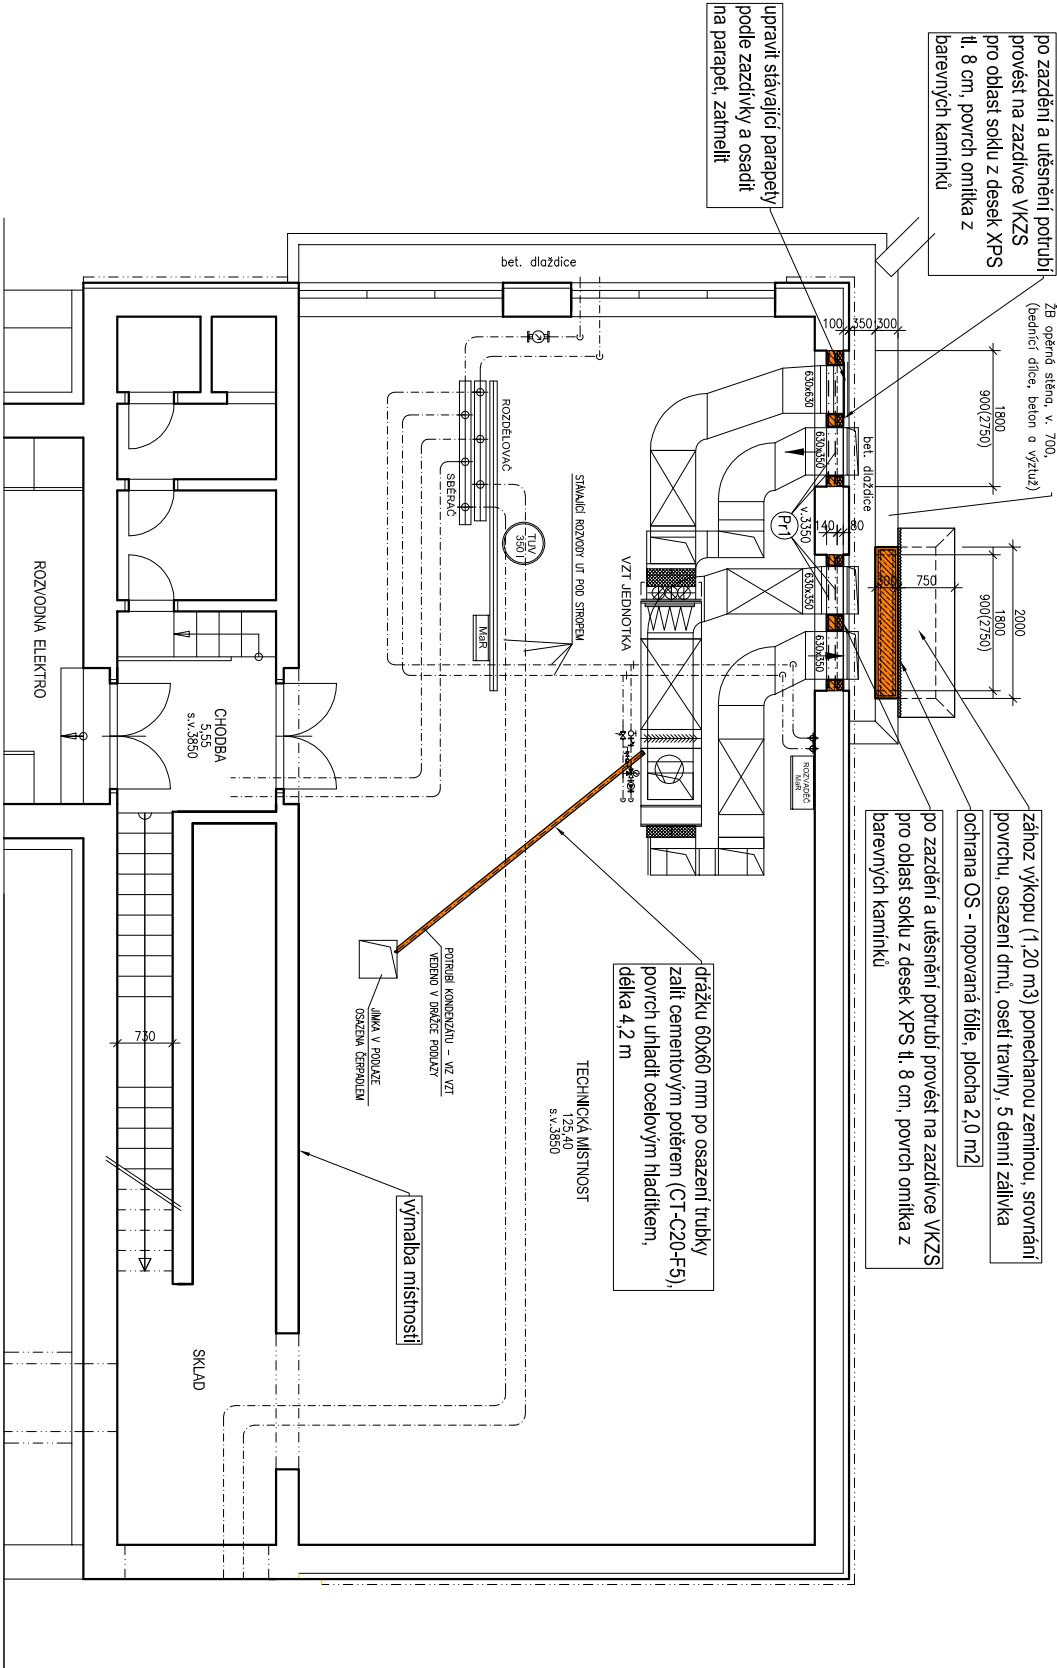 po zazdění a utěsnění potrubí
provést na zazdívce VKZS
pro oblast soklu z desek XPS
tl. 8 cm, povrch omítka z
barevných kamínků
ŽB opěrná stěna, v. 700,
(bednící dílce, beton a výztuž)
upravit stávající parapety
podle zazdívky a osadit
na parapet, zatmelit
bet. dlaždice
100
350
300
1800
900(2750)
2000
1800
900(2750)
750
300
630x630
630x350
bet. dlaždice
v.3350
Pr1
140
80
630x350
630x350
zához výkopu (1,20 m3) ponechanou zeminou, srovnání
povrchu, osazení drnů, osetí traviny, 5 denní zálivka
ochrana OS - nopovaná fólie, plocha 2,0 m2
po zazdění a utěsnění potrubí provést na zazdívce VKZS
pro oblast soklu z desek XPS tl. 8 cm, povrch omítka z
barevných kamínků
ROZVADĚČ
MaR
VZT JEDNOTKA
STÁVAJÍCÍ ROZVODY ÚT POD STROPEM
ROZDĚLOVAČ
SBĚRAČ
TUV
350 l
MaR
drážku 60x60 mm po osazení trubky
zalít cementovým potěrem (CT-C20-F5),
povrch uhladit ocelovým hladítkem,
délka 4,2 m
TECHNICKÁ MÍSTNOST
125,40
s.v.3850
POTRUBÍ KONDENZÁTU - VIZ VZT
VEDENO V DRÁŽCE PODLAZY
JÍMKA V PODLAZE
OSAZENA ČERPADLEM
výmalba místnosti
CHODBA
5,55
s.v.3850
730
SKLAD
ROZVODNA ELEKTRO